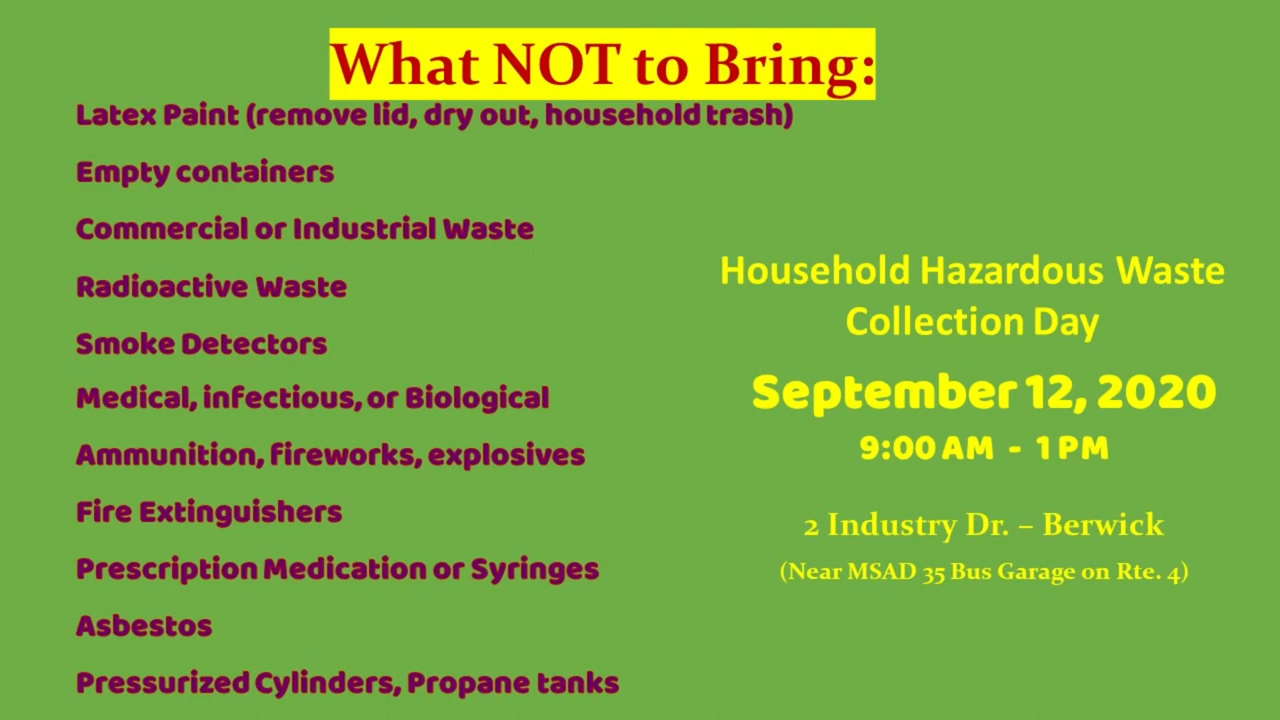 What NOT to Bring:
Latex Paint (remove lid, dry out, household trash)
Empty containers
Commercial or Industrial Waste
Radioactive Waste
Smoke Detectors
Medical, infectious, or Biological
Ammunition, fireworks, explosives
Fire Extinguishers
Prescription Medication or Syringes
Asbestos
Pressurized Cylinders, Propane tanks
Household Hazardous Waste
Collection Day
September 12, 2020
9:00 AM - 1 PM
2 Industry Dr. – Berwick
(Near MSAD 35 Bus Garage on Rte. 4)